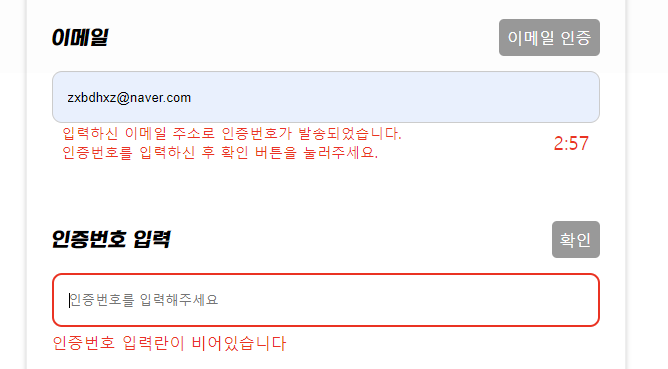 이메일
이메일 인증
zxbdhxz@naver.com
입력하신 이메일 주소로 인증번호가 발송되었습니다.
인증번호를 입력하신 후 확인 버튼을 눌러주세요.
2:57
인증번호 입력
확인
인증번호를 입력해주세요
인증번호 입력란이 비어있습니다